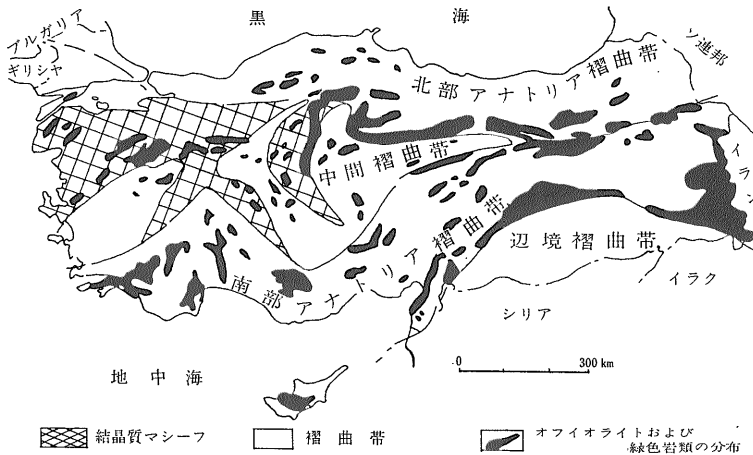 黒海
ブルガリア
ギリシャ
ソ連邦
北部アナトリア褶曲帯
中間褶曲帯
イラン
南部アナトリア褶曲帯
辺境褶曲帯
イラク
シリア
地中海
0 300 km
結晶質マシーフ
褶曲帯
オフィオライトおよび
緑色岩類の分布